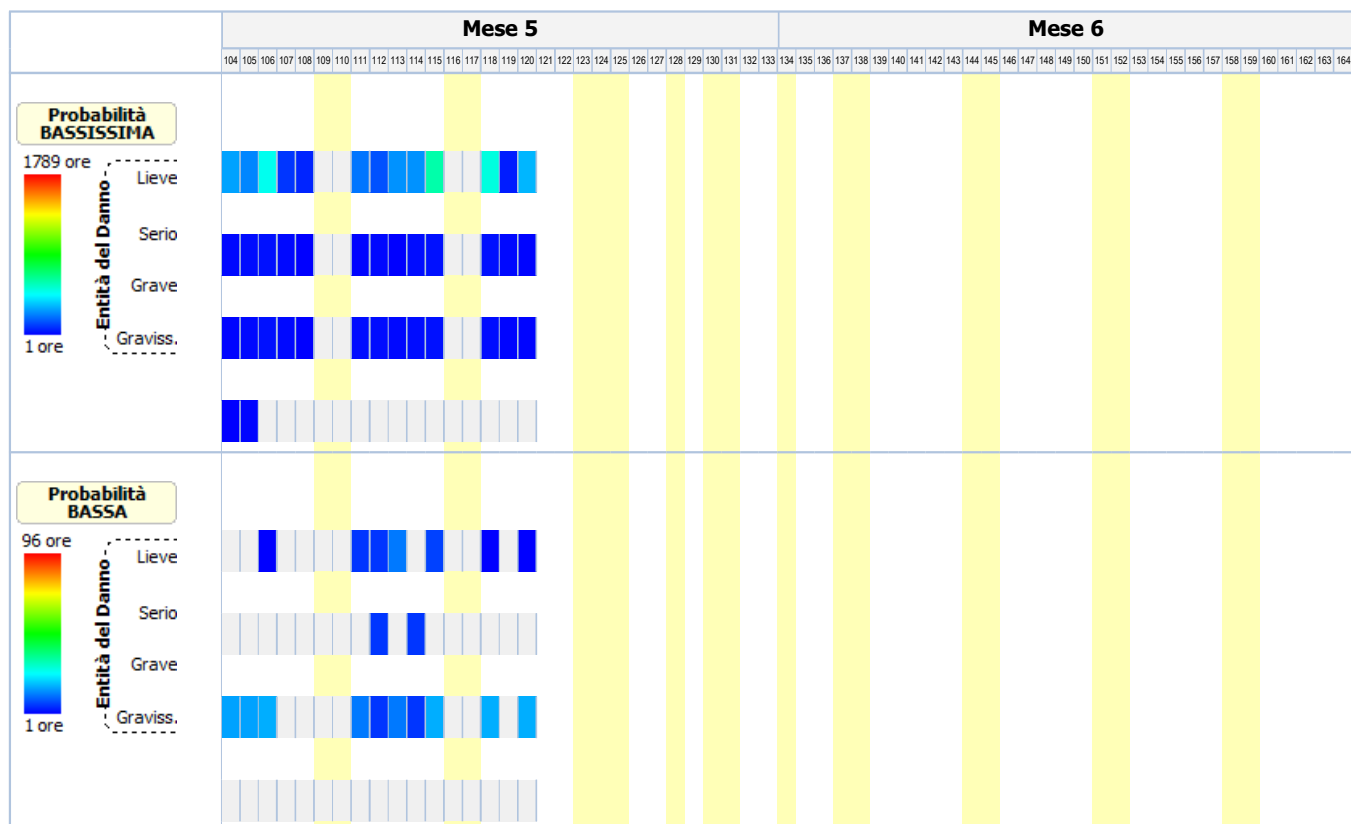 Mese 5 Mese 6
104 105 106 107 108 109 110 111 112 113 114 115 116 117 118 119 120 121 122 123 124 125 126 127 128 129 130 131 132 133 134 135 136 137 138 139 140 141 142 143 144 145 146 147 148 149 150 151 152 153 154 155 156 157 158 159 160 161 162 163 164
Probabilità
BASSISSIMA
1789 ore
Lieve
Serio
Entità del Danno
Grave
Graviss.
1 ore
Probabilità
BASSA
96 ore
Lieve
Serio
Entità del Danno
Grave
Graviss.
1 ore